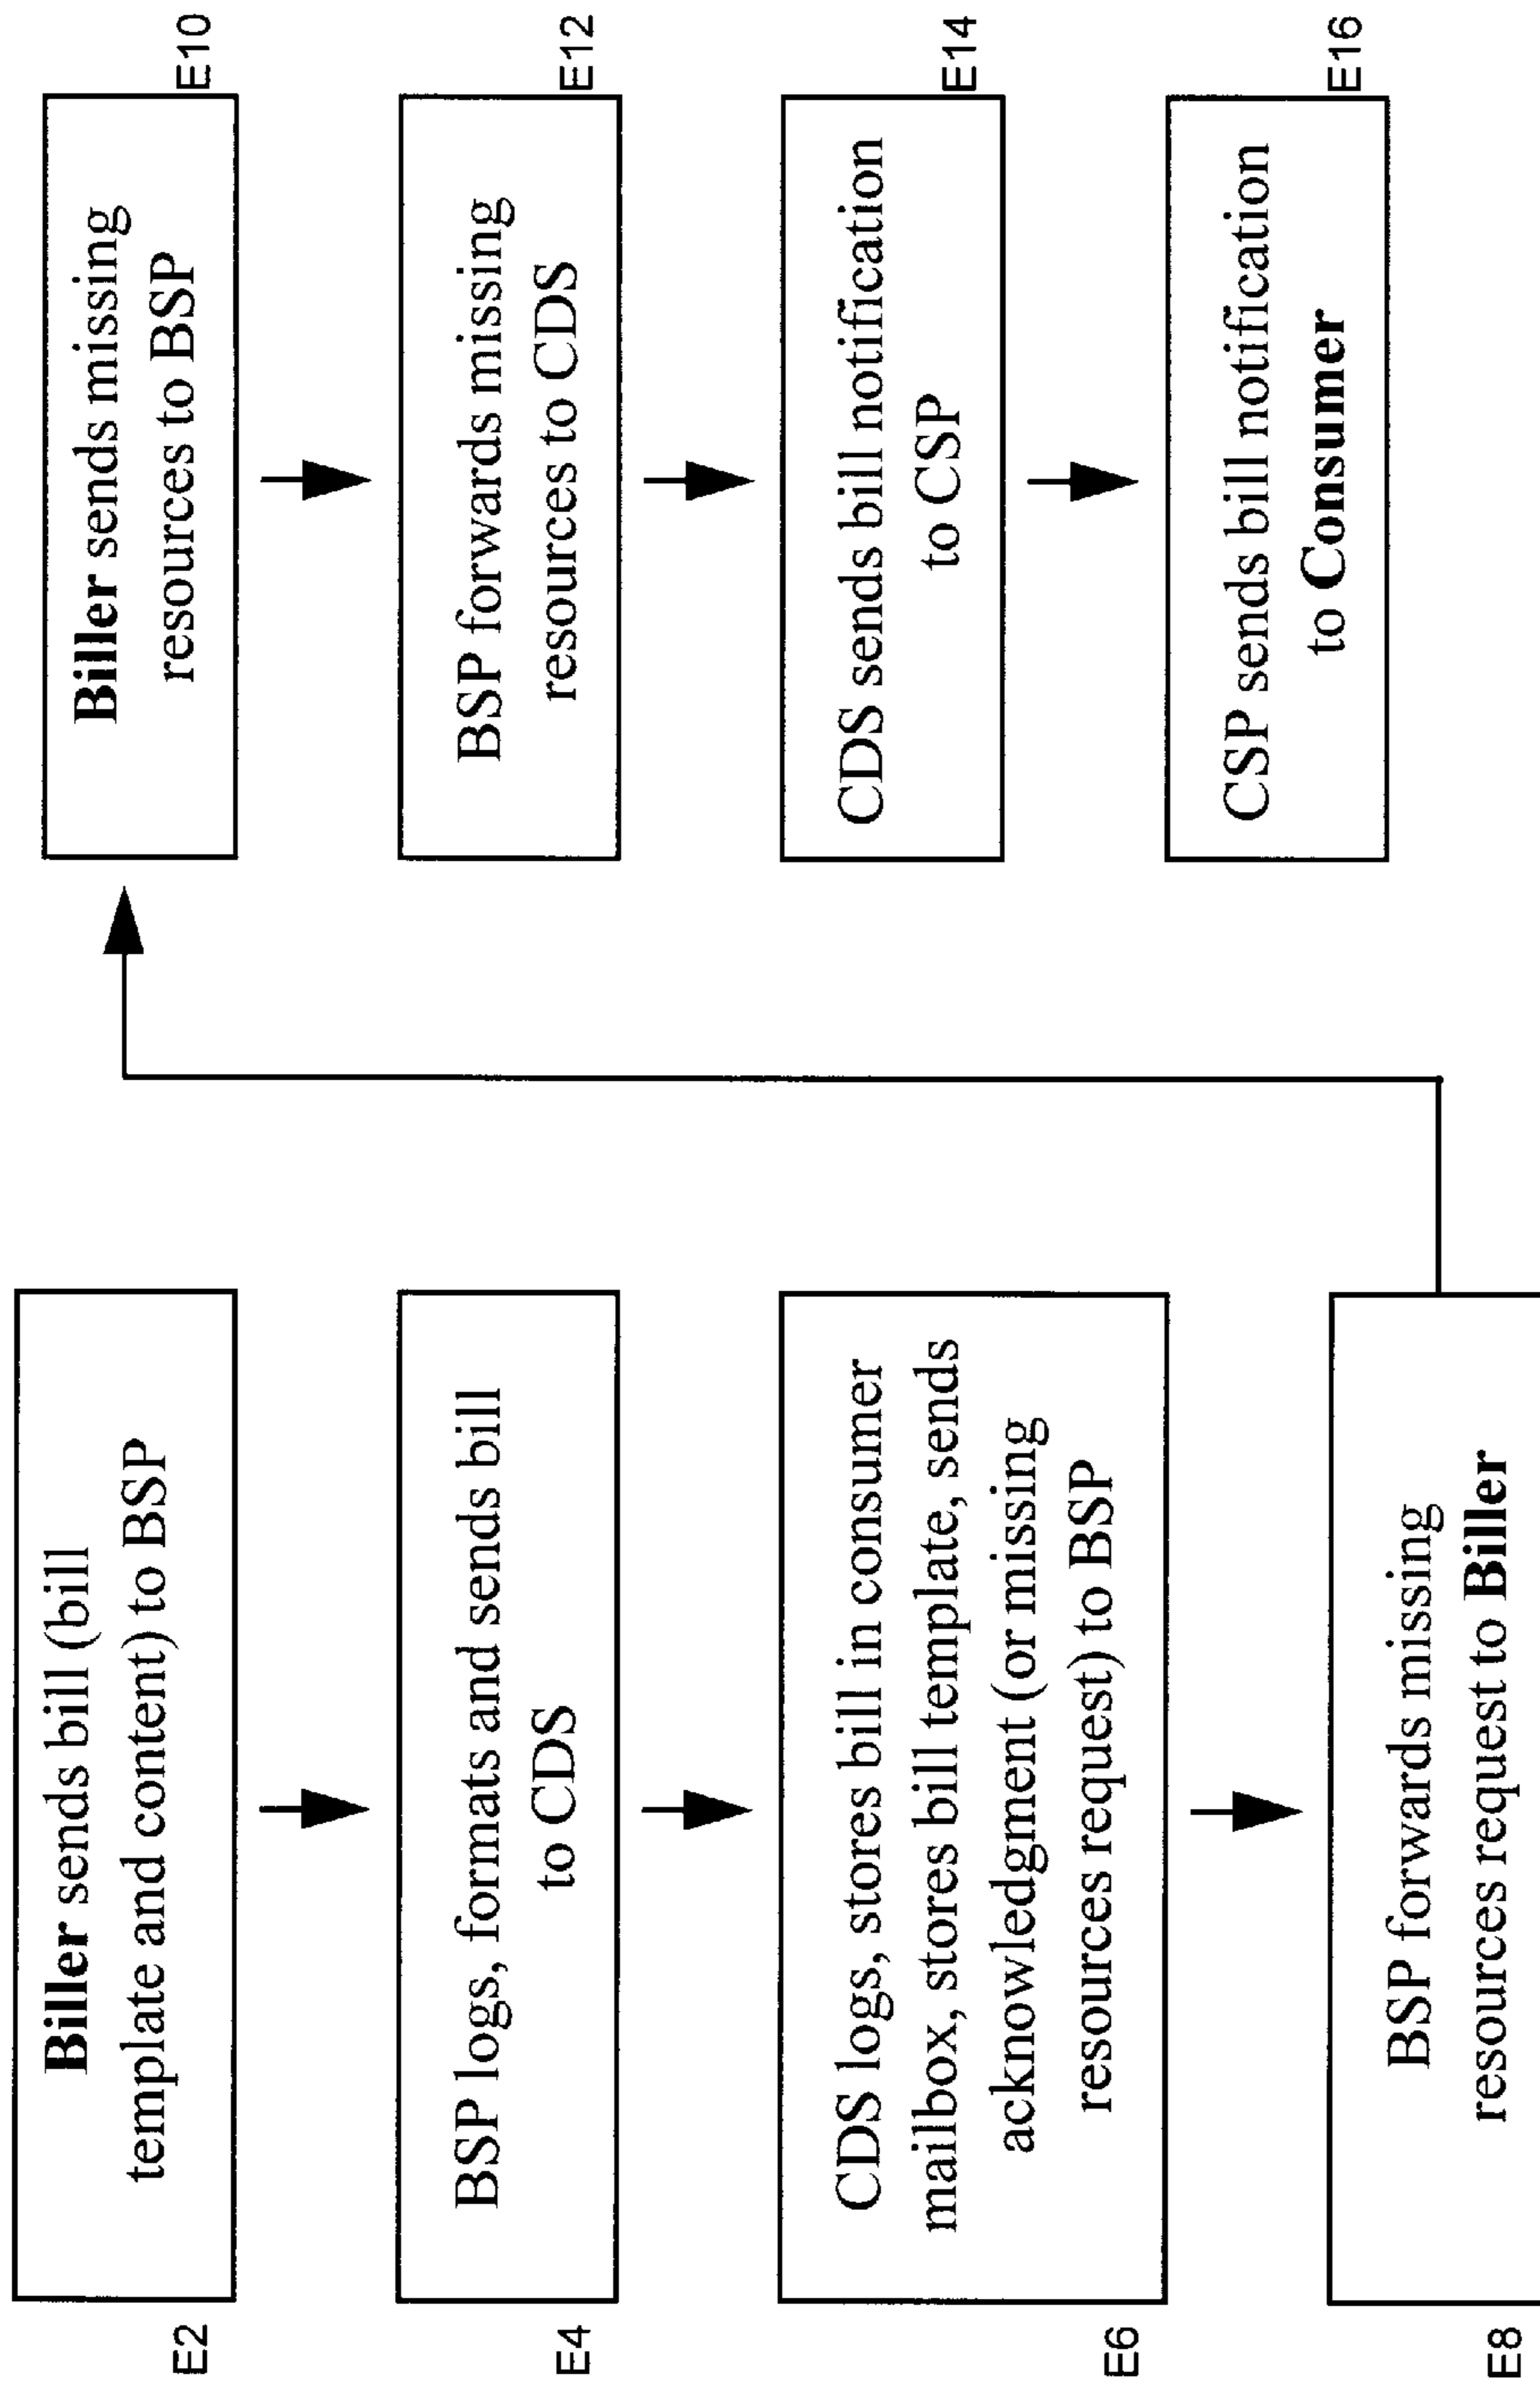 Biller sends bill (bill
template and content) to BSP
E2
BSP logs, formats and sends bill
to CDS
E4
CDS logs, stores bill in consumer
mailbox, stores bill template, sends
acknowledgment (or missing
resources request) to BSP
E6
BSP forwards missing
resources request to Biller
E8
Biller sends missing
resources to BSP
E10
BSP forwards missing
resources to CDS
E12
CDS sends bill notification
to CSP
E14
CSP sends bill notification
to Consumer
E16